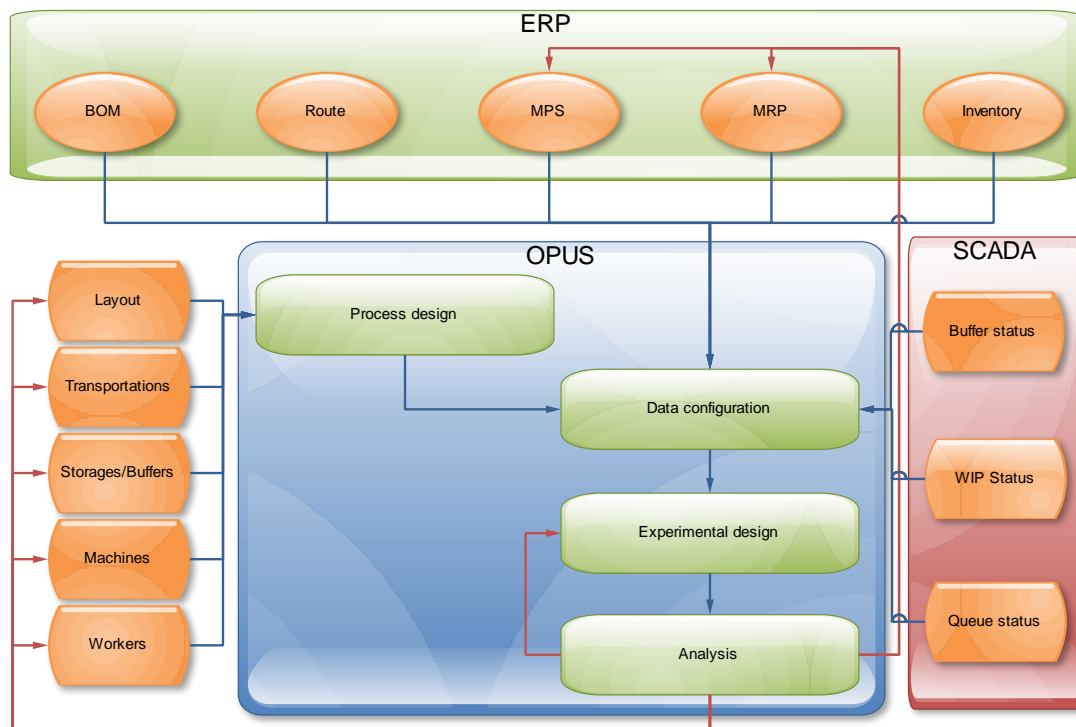 ERP
BOM
Route
MPS
MRP
Inventory
OPUS
SCADA
Layout
Process design
Buffer status
Transportations
Data configuration
Storages/Buffers
WIP Status
Experimental design
Machines
Queue status
Workers
Analysis